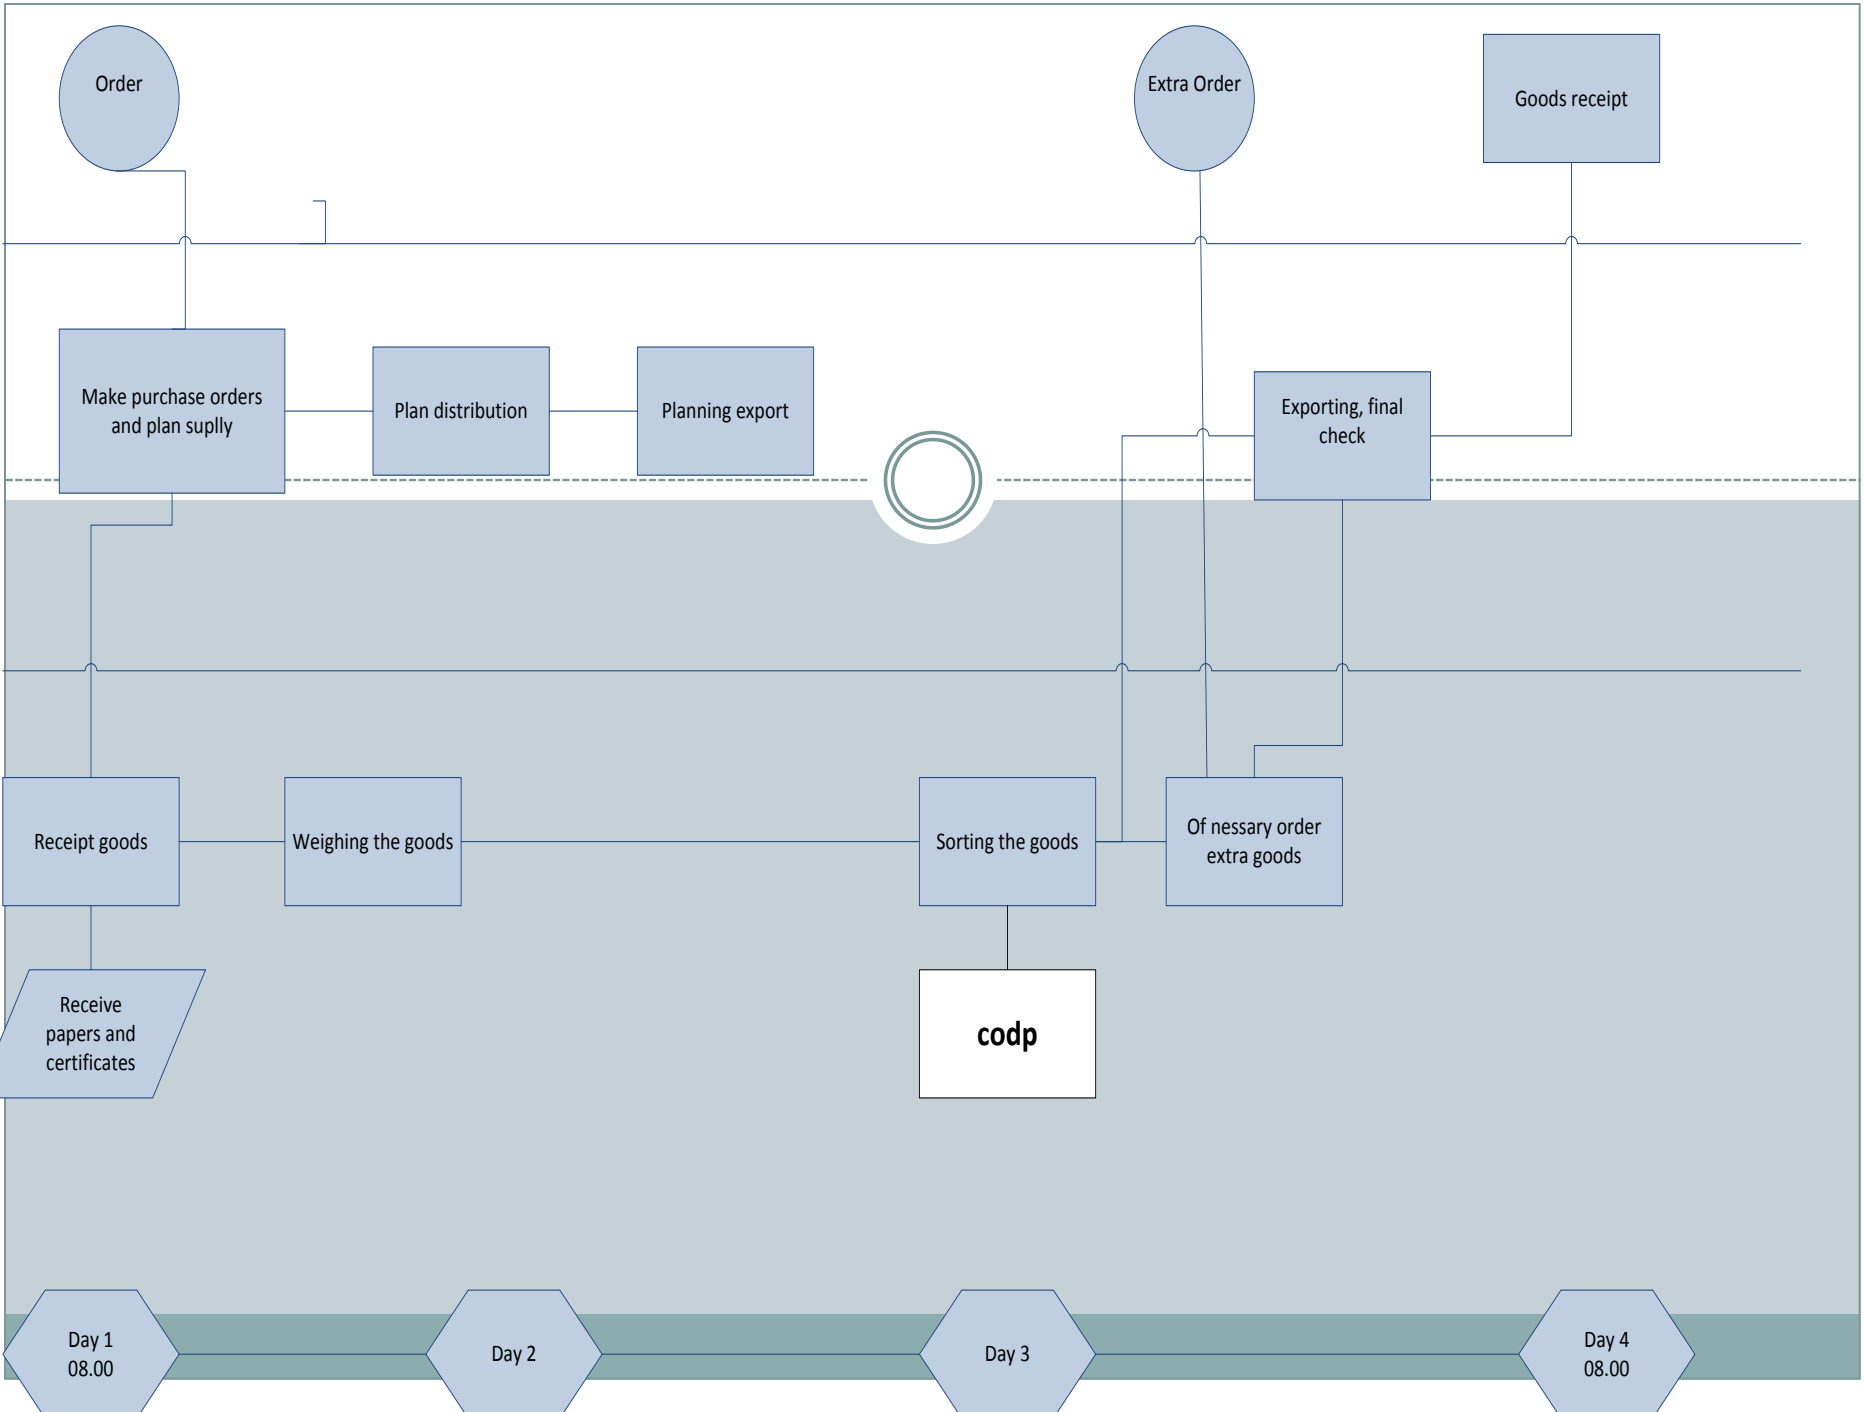 Order
Extra Order
Goods receipt
Make purchase orders
and plan suplly
Plan distribution
Planning export
Exporting, final
check
Receipt goods
Weighing the goods
Sorting the goods
Of nessary order
extra goods
Receive
papers and
certificates
codp
Day 1
08.00
Day 2
Day 3
Day 4
08.00